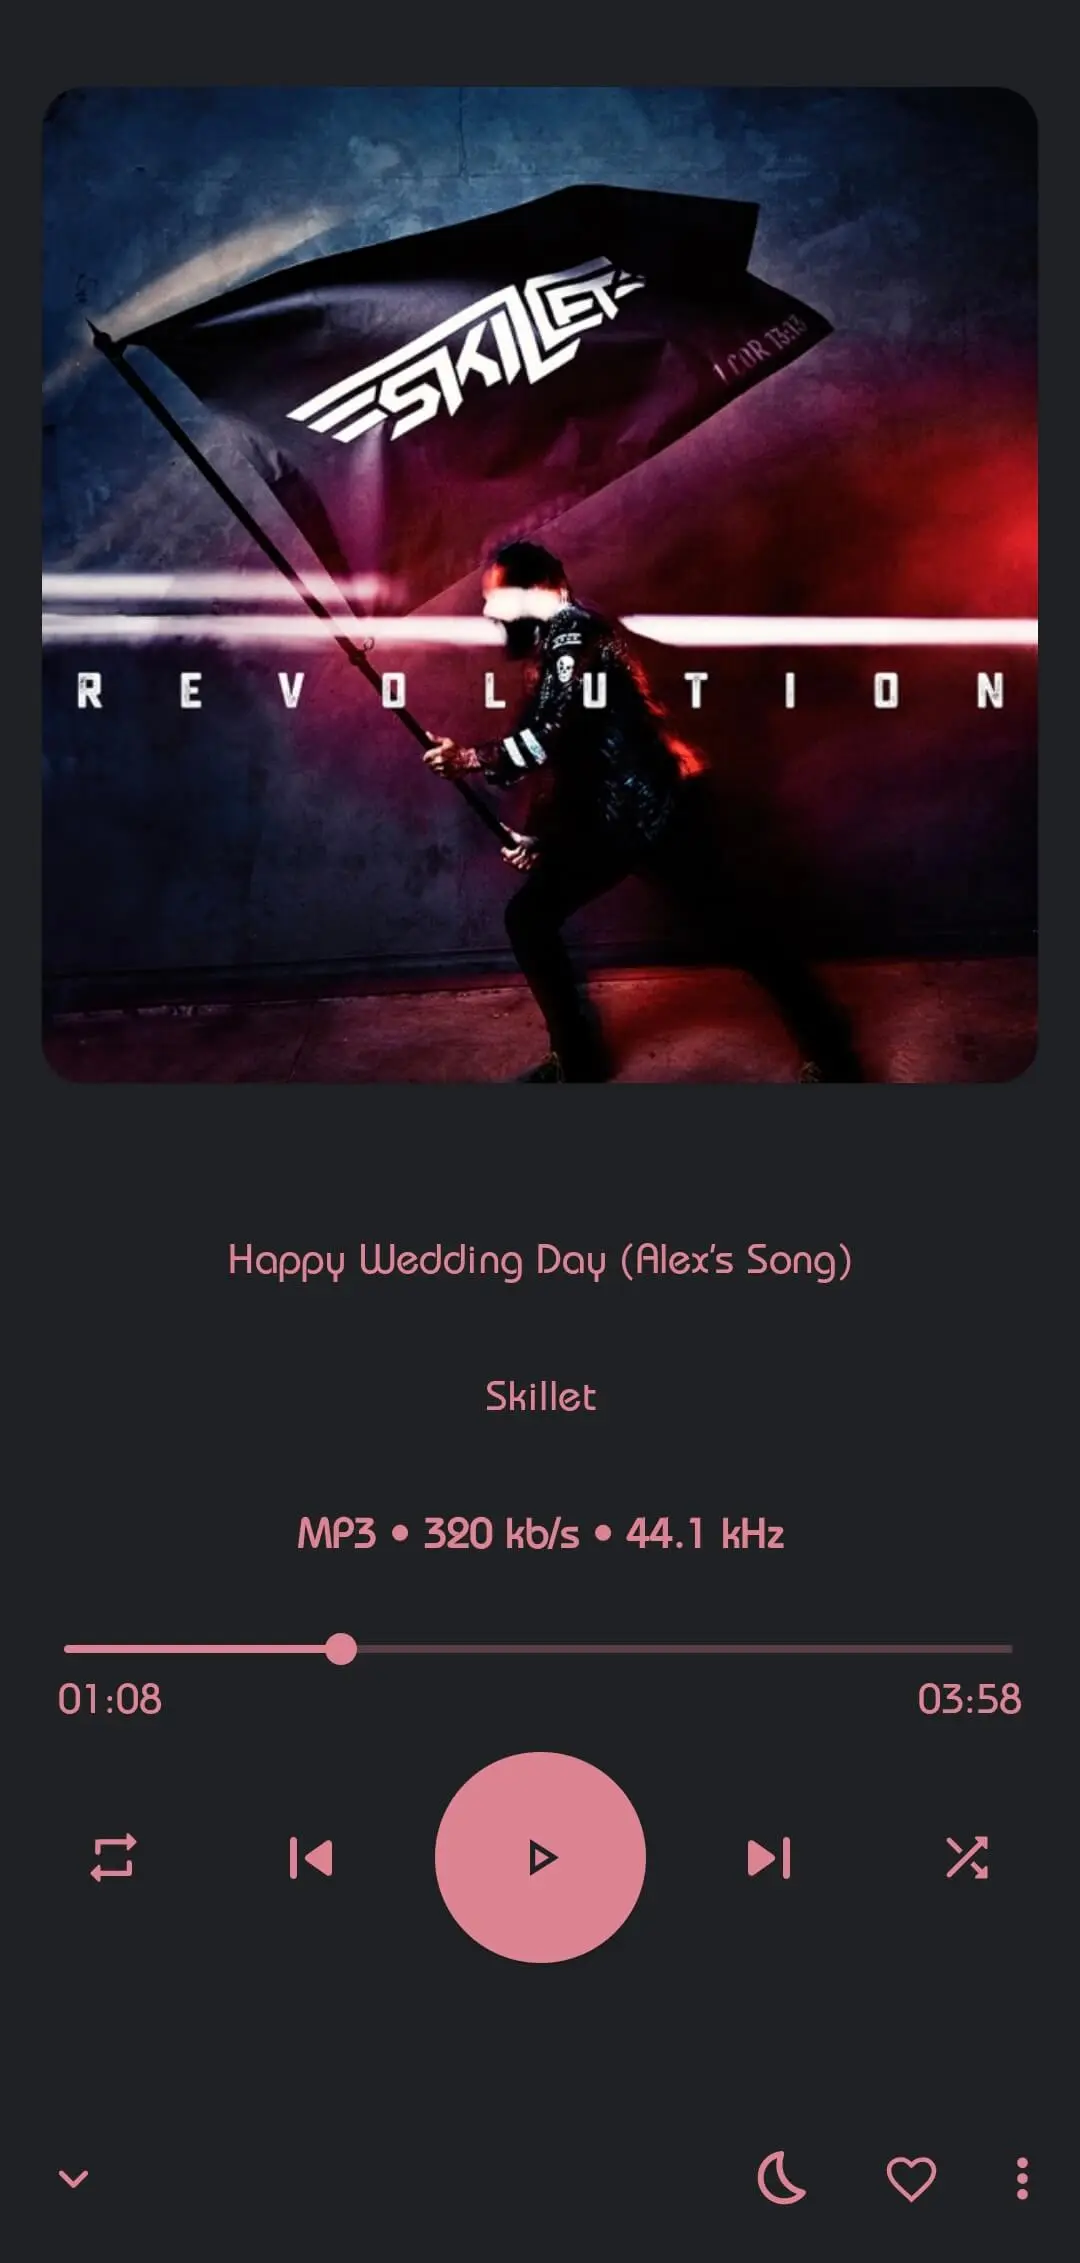 SKILLET
1 COR 13:13
REVOLUTION
Happy Wedding Day (Alex's Song)
Skillet
MP3 • 320 kb/s • 44.1 kHz
01:08
03:58